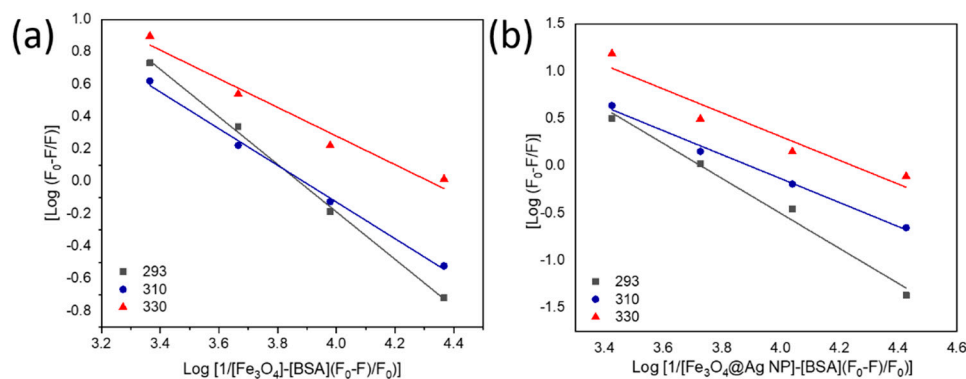 (a)
1.0
0.8
0.6
0.4
0.2
0.0
-0.2
-0.4
-0.6
-0.8
[Log (F₀-F/F)]
293
310
330
3.2 3.4 3.6 3.8 4.0 4.2 4.4
Log [1/[Fe₃O₄]-[BSA](F₀-F)/F₀)]
(b)
1.5
1.0
0.5
0.0
-0.5
-1.0
-1.5
[Log (F₀-F/F)]
293
310
330
3.4 3.6 3.8 4.0 4.2 4.4 4.6
Log [1/[Fe₃O₄@Ag NP]-[BSA](F₀-F)/F₀)]